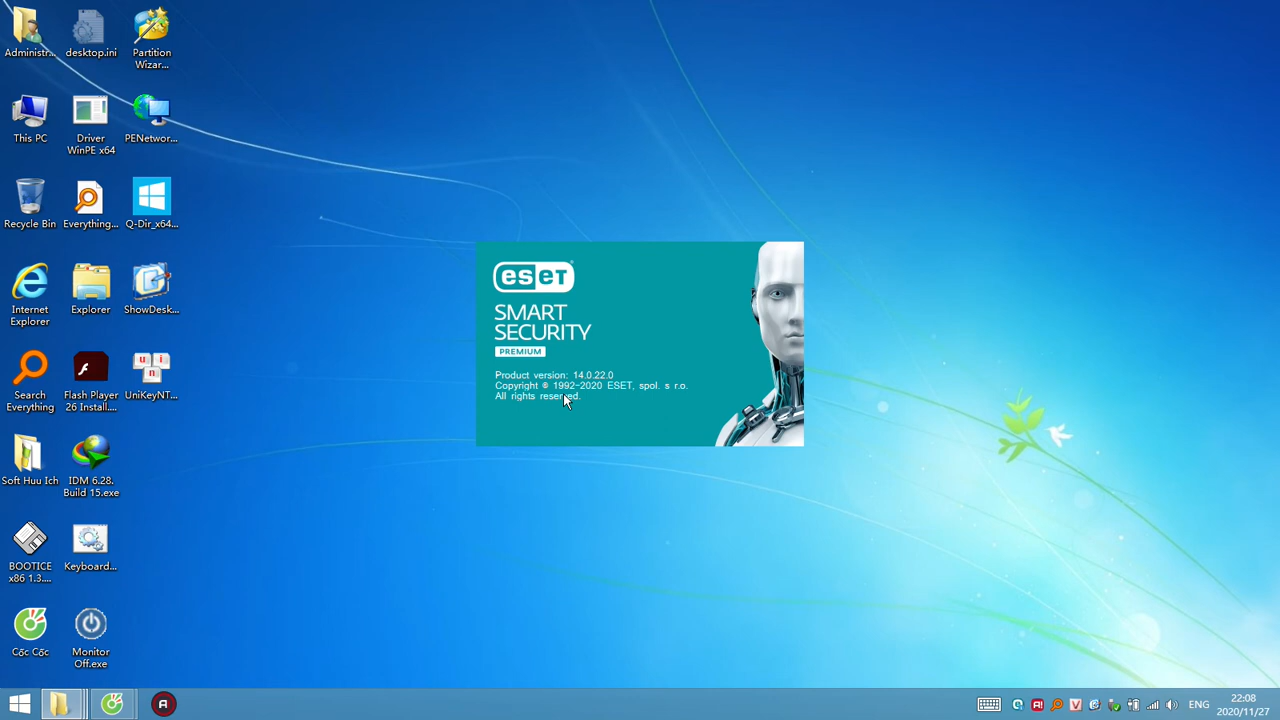 Administr...
desktop.ini
Partition
Wizar...
This PC
Driver
WinPE x64
PENetwor...
Recycle Bin
Everything...
Q-Dir_x64...
Internet
Explorer
Explorer
ShowDesk...
Search
Everything
Flash Player
26 Install....
UniKeyNT...
Soft Huu Ich
IDM 6.28.
Build 15.exe
BOOTICE
x86 1.3....
Keyboard...
Cốc Cốc
Monitor
Off.exe
eset
SMART
SECURITY
PREMIUM
Product version: 14.0.22.0
Copyright © 1992-2020 ESET, spol. s r.o.
All rights reserved.
ENG
22:08
2020/11/27